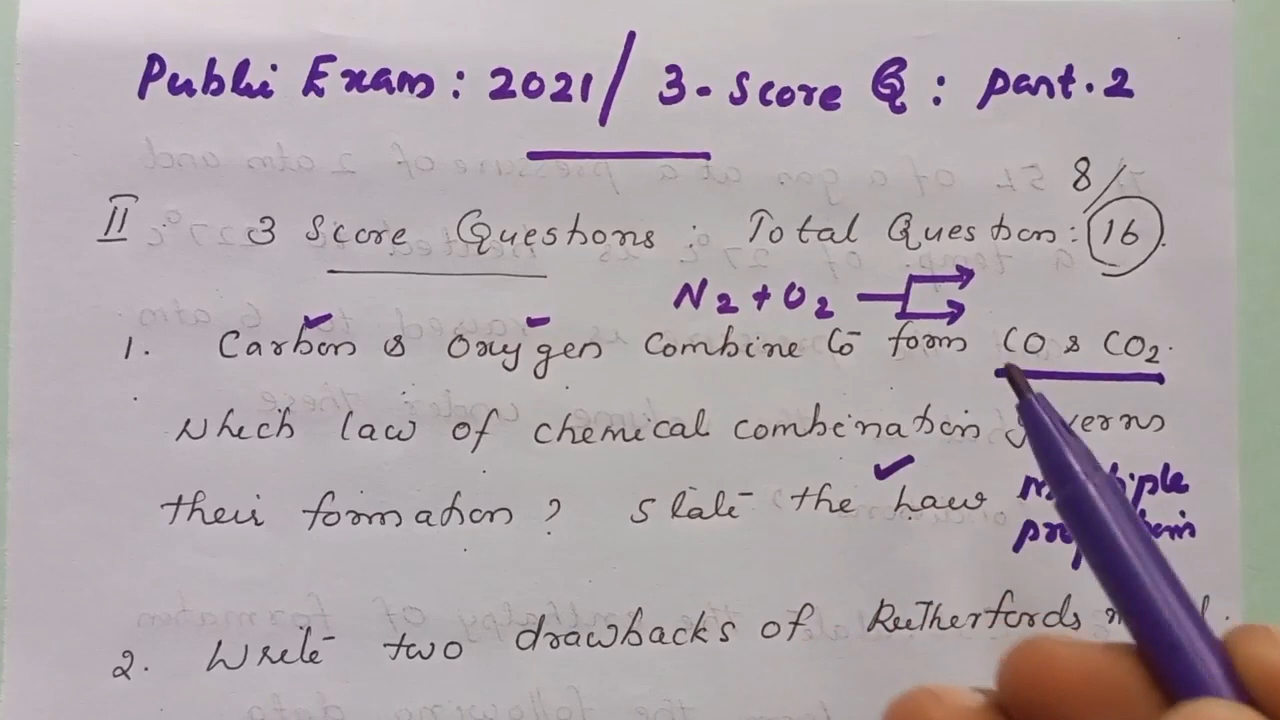 Public Exam: 2021/ 3-Score Q: part.2
8/
II 3 Score Questions: Total Question: 16.
N2+O2
1. Carbon & Oxygen combine to form CO & CO2.
which law of chemical combination
their formation? State the Law
2. Write two drawbacks of Rutherfords